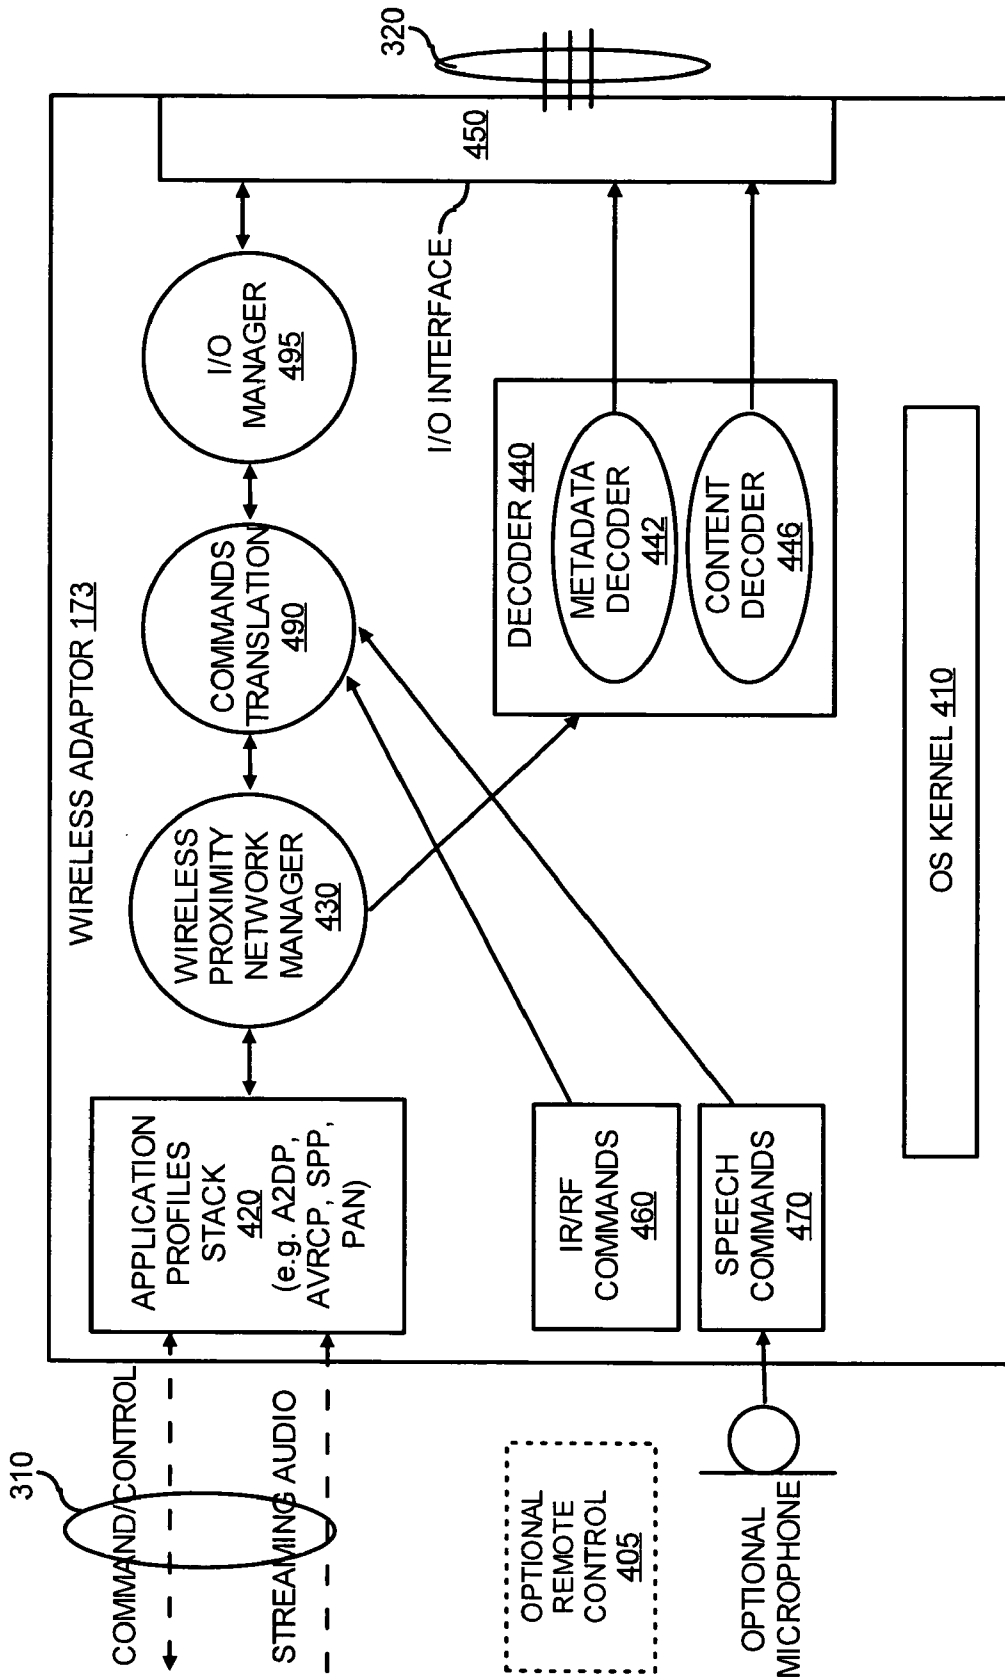 WIRELESS ADAPTOR 173
310
COMMAND/CONTROL
STREAMING AUDIO
APPLICATION
PROFILES
STACK
420
(e.g. A2DP,
AVRCP, SPP,
PAN)
WIRELESS
PROXIMITY
NETWORK
MANAGER
430
COMMANDS
TRANSLATION
490
I/O
MANAGER
495
I/O INTERFACE
450
320
OPTIONAL
REMOTE
CONTROL
405
IR/RF
COMMANDS
460
DECODER 440
METADATA
DECODER
442
CONTENT
DECODER
446
OPTIONAL
MICROPHONE
SPEECH
COMMANDS
470
OS KERNEL 410